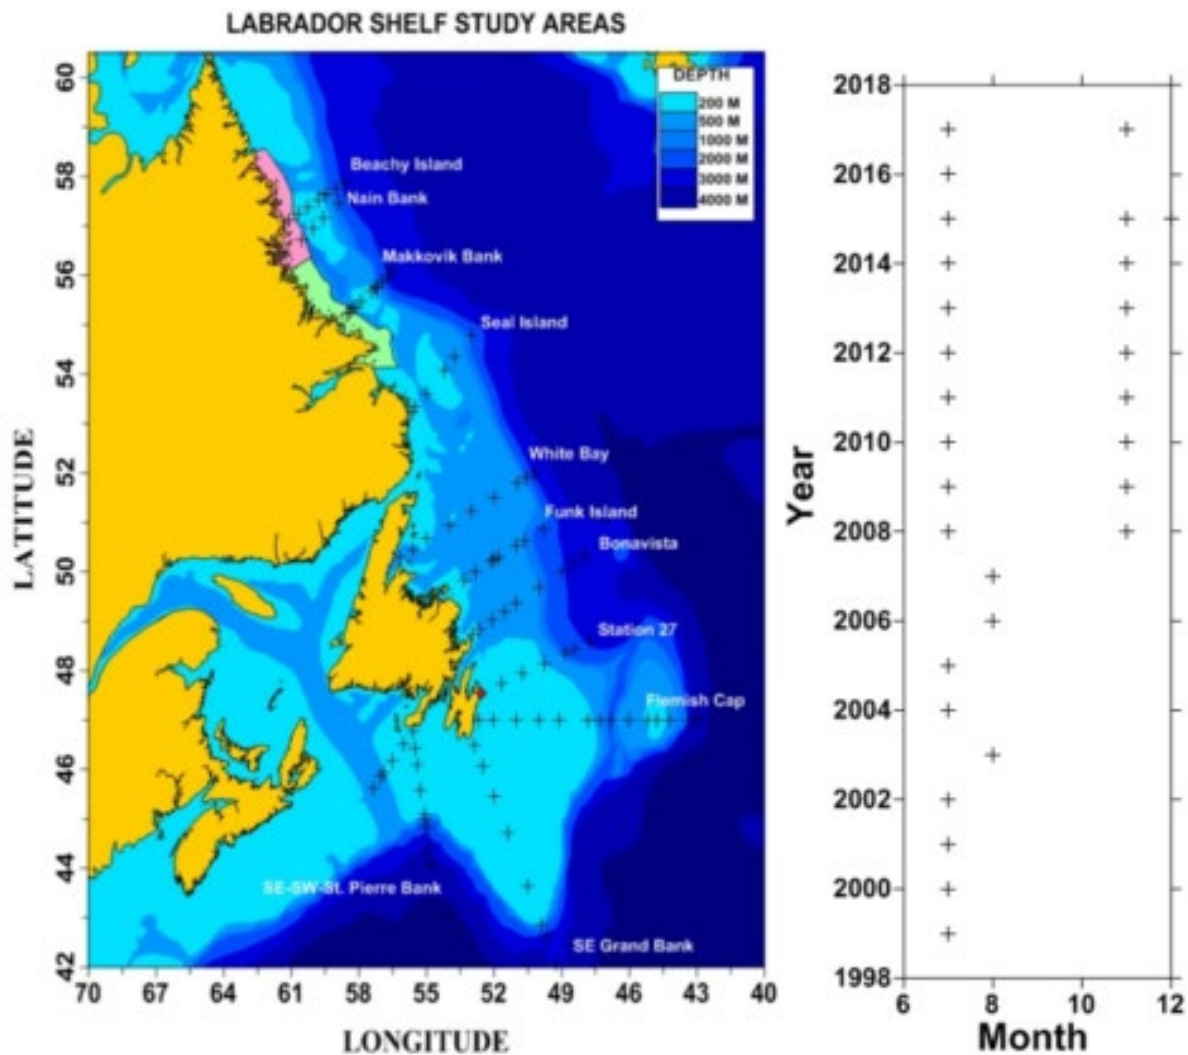 LABRADOR SHELF STUDY AREAS
DEPTH
200 M
500 M
1000 M
2000 M
3000 M
4000 M
Beachy Island
Nain Bank
Makkovik Bank
Seal Island
White Bay
Funk Island
Bonavista
Station 27
Flemish Cap
SE-SW-St. Pierre Bank
SE Grand Bank
LATITUDE
60
58
56
54
52
50
48
46
44
42
70 67 64 61 58 55 52 49 46 43 40
LONGITUDE
Year
2018
2016
2014
2012
2010
2008
2006
2004
2002
2000
1998
6 8 10 12
Month